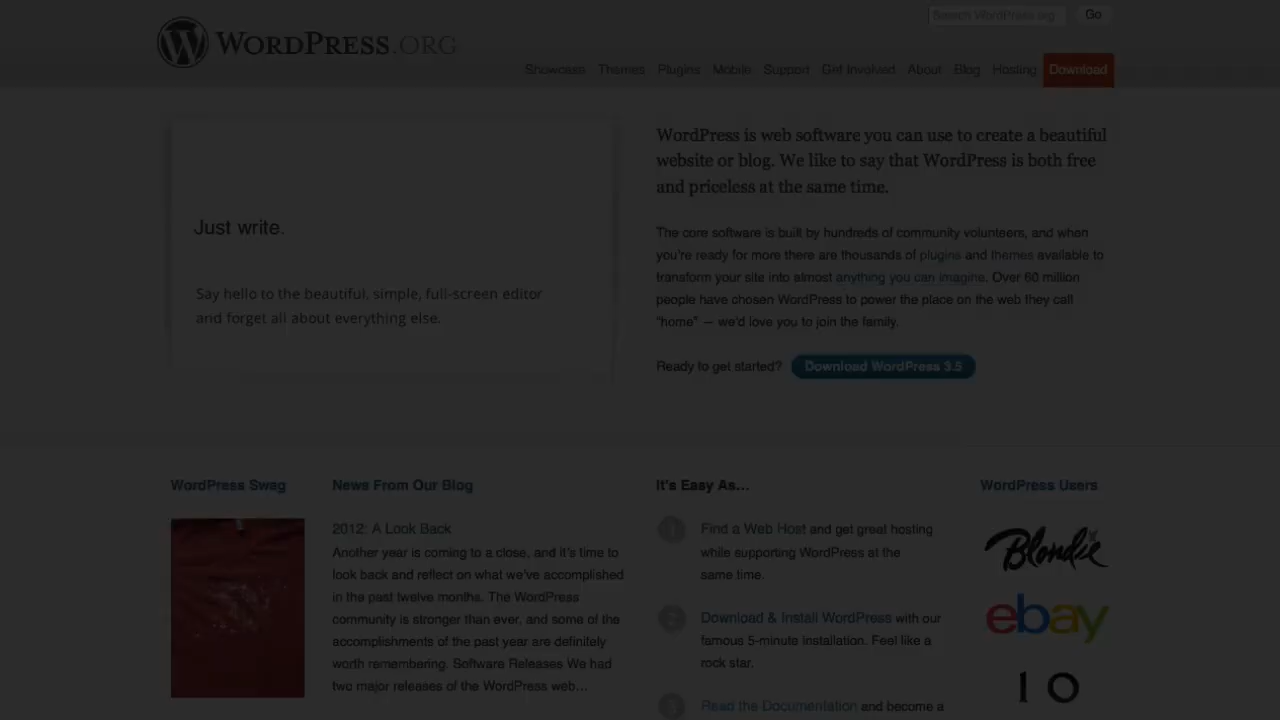 Search WordPress.org Go
WORDPRESS.ORG
Showcase Themes Plugins Mobile Support Get Involved About Blog Hosting Download
Just write.
Say hello to the beautiful, simple, full-screen editor
and forget all about everything else.
WordPress is web software you can use to create a beautiful
website or blog. We like to say that WordPress is both free
and priceless at the same time.
The core software is built by hundreds of community volunteers, and when
you're ready for more there are thousands of plugins and themes available to
transform your site into almost anything you can imagine. Over 60 million
people have chosen WordPress to power the place on the web they call
"home" — we'd love you to join the family.
Ready to get started? Download WordPress 3.5
WordPress Swag
News From Our Blog
2012: A Look Back
Another year is coming to a close, and it's time to
look back and reflect on what we've accomplished
in the past twelve months. The WordPress
community is stronger than ever, and some of the
accomplishments of the past year are definitely
worth remembering. Software Releases We had
two major releases of the WordPress web…
It's Easy As…
1 Find a Web Host and get great hosting
while supporting WordPress at the
same time.
2 Download & Install WordPress with our
famous 5-minute installation. Feel like a
rock star.
3 Read the Documentation and become a
WordPress Users
Blondie
ebay
10